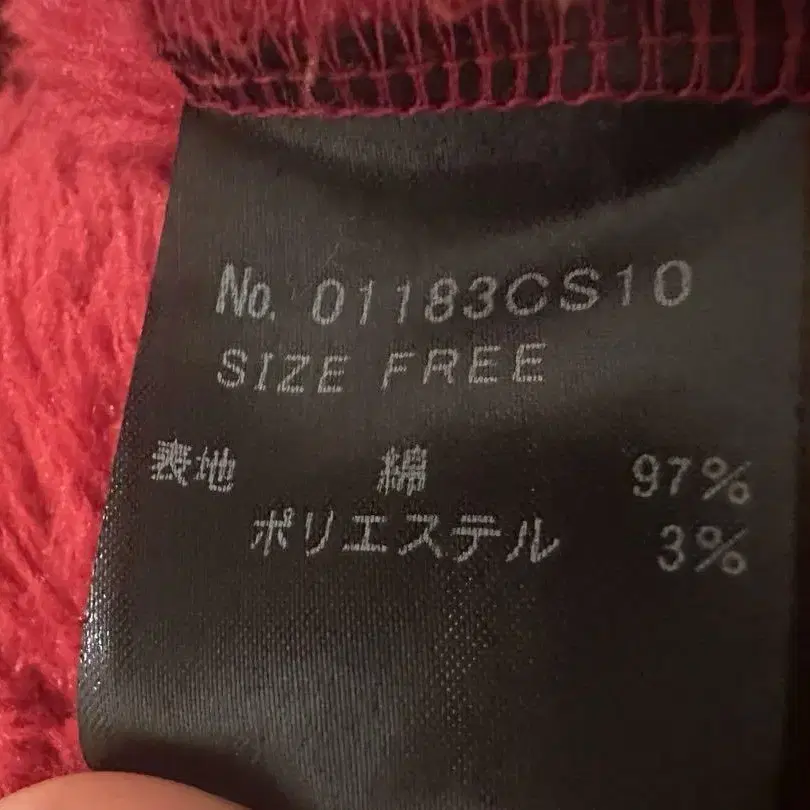 No. 01183CS10
SIZE FREE
表地 綿 97%
ポリエステル 3%